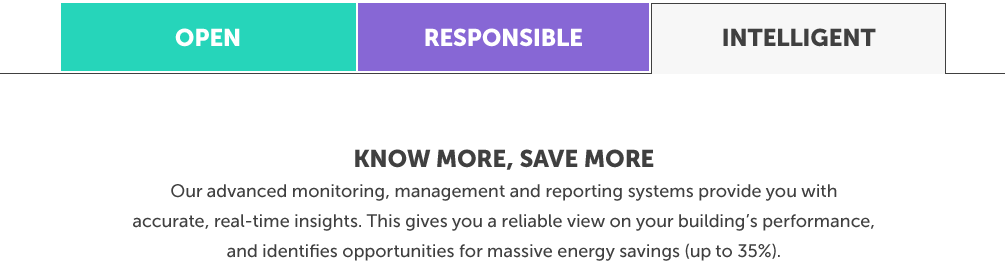 OPEN RESPONSIBLE INTELLIGENT
KNOW MORE, SAVE MORE
Our advanced monitoring, management and reporting systems provide you with
accurate, real-time insights. This gives you a reliable view on your building’s performance,
and identifies opportunities for massive energy savings (up to 35%).